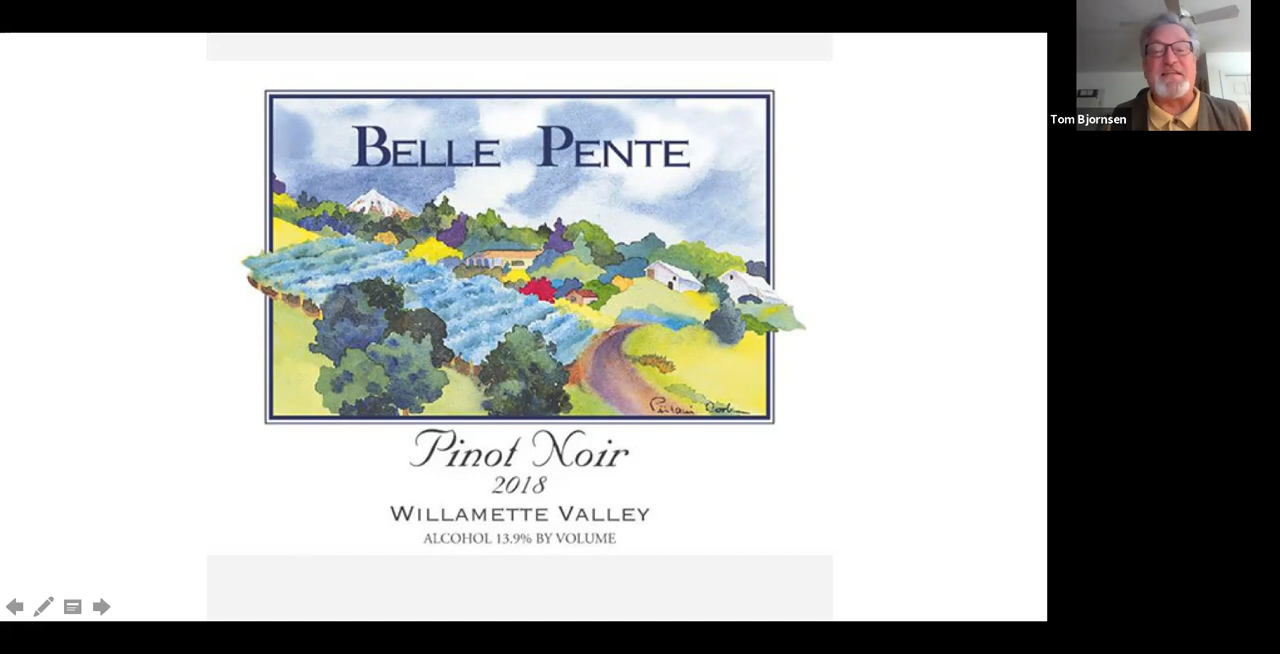 BELLE PENTE
Pinot Noir
2018
WILLAMETTE VALLEY
ALCOHOL 13.9% BY VOLUME
Tom Bjornsen